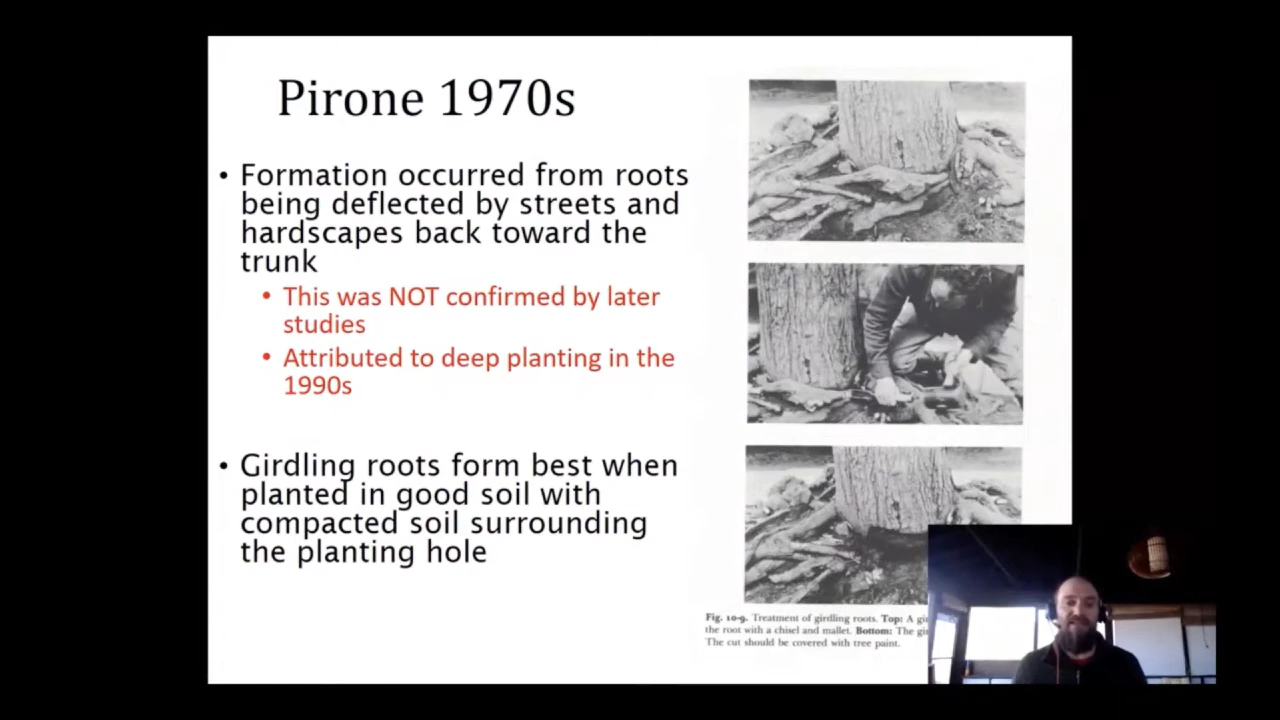 Pirone 1970s
• Formation occurred from roots
being deflected by streets and
hardscapes back toward the
trunk
• This was NOT confirmed by later
studies
• Attributed to deep planting in the
1990s
• Girdling roots form best when
planted in good soil with
compacted soil surrounding
the planting hole
Fig. 10-9. Treatment of girdling roots. Top: A
the root with a chisel and mallet. Bottom: The
The cut should be covered with tree paint.